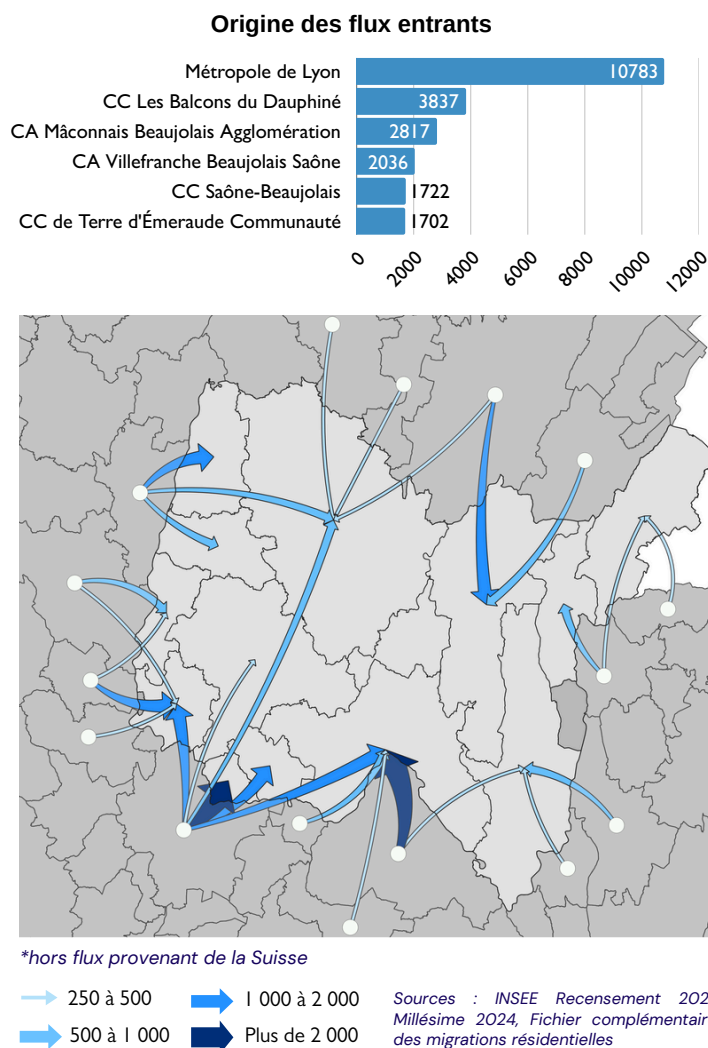 Origine des flux entrants
Métropole de Lyon 10783
CC Les Balcons du Dauphiné 3837
CA Mâconnais Beaujolais Agglomération 2817
CA Villefranche Beaujolais Saône 2036
CC Saône-Beaujolais 1722
CC de Terre d'Émeraude Communauté 1702
0 2000 4000 6000 8000 10000 12000
*hors flux provenant de la Suisse
250 à 500
1 000 à 2 000
500 à 1 000
Plus de 2 000
Sources : INSEE Recensement 202
Millésime 2024, Fichier complémentair
des migrations résidentielles